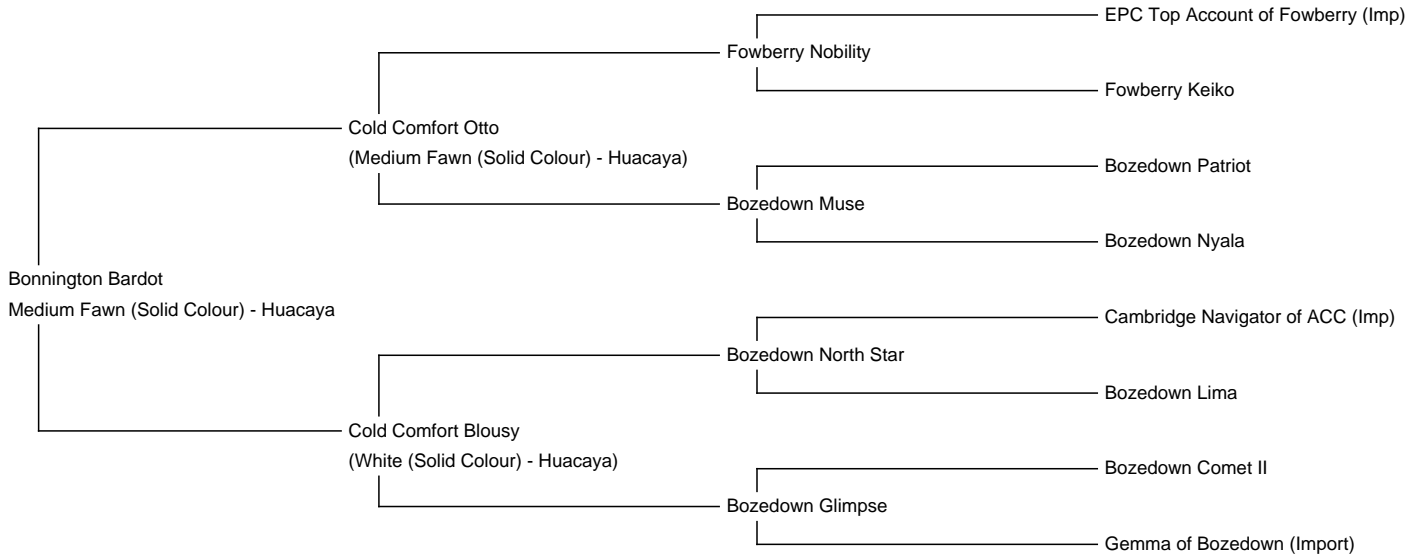 EPC Top Account of Fowberry (Imp)
Fowberry Nobility
Fowberry Keiko
Cold Comfort Otto
(Medium Fawn (Solid Colour) - Huacaya)
Bozedown Patriot
Bozedown Muse
Bozedown Nyala
Bonnington Bardot
Medium Fawn (Solid Colour) - Huacaya
Cambridge Navigator of ACC (Imp)
Bozedown North Star
Bozedown Lima
Cold Comfort Blousy
(White (Solid Colour) - Huacaya)
Bozedown Comet II
Bozedown Glimpse
Gemma of Bozedown (Import)